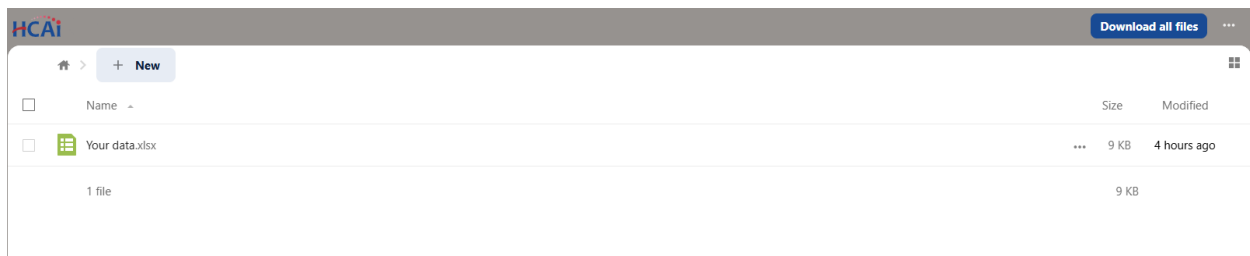 HCAi
Download all files
+ New
Name
Size
Modified
Your data.xlsx
9 KB
4 hours ago
1 file
9 KB